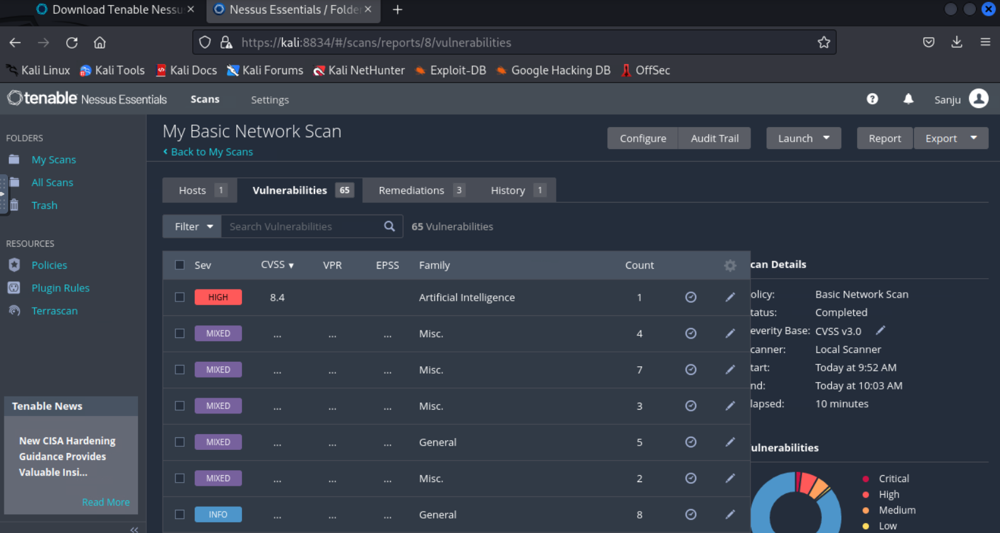 Download Tenable Nessus
Nessus Essentials / Folde
https://kali:8834/#/scans/reports/8/vulnerabilities
Kali Linux
Kali Tools
Kali Docs
Kali Forums
Kali NetHunter
Exploit-DB
Google Hacking DB
OffSec
tenable Nessus Essentials
Scans
Settings
Sanju
FOLDERS
My Scans
All Scans
Trash
RESOURCES
Policies
Plugin Rules
Terrascan
Tenable News
New CISA Hardening
Guidance Provides
Valuable Insi...
Read More
My Basic Network Scan
Back to My Scans
Configure
Audit Trail
Launch
Report
Export
Hosts 1
Vulnerabilities 65
Remediations 3
History 1
Filter
Search Vulnerabilities
65 Vulnerabilities
Sev CVSS VPR EPSS Family Count
HIGH 8.4 Artificial Intelligence 1
MIXED ... ... ... Misc. 4
MIXED ... ... ... Misc. 7
MIXED ... ... ... Misc. 3
MIXED ... ... ... General 5
MIXED ... ... ... Misc. 2
INFO ... ... ... General 8
can Details
olicy: Basic Network Scan
tatus: Completed
everity Base: CVSS v3.0
canner: Local Scanner
tart: Today at 9:52 AM
nd: Today at 10:03 AM
lapsed: 10 minutes
ulnerabilities
Critical
High
Medium
Low